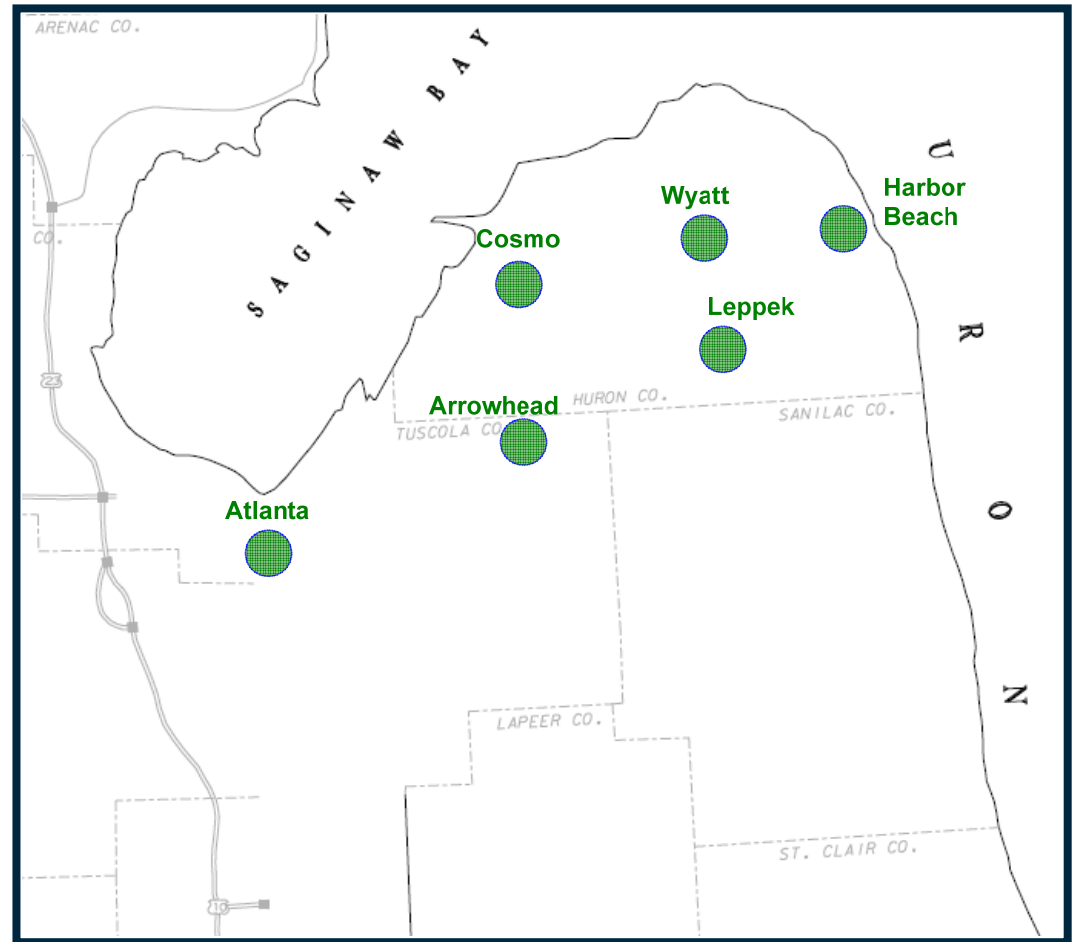 ARENAC CO.
SAGINAW BAY
U
Harbor
Beach
Wyatt
CO.
Cosmo
Leppek
R
23
HURON CO.
Arrowhead
SANILAC CO.
TUSCOLA CO
Atlanta
O
N
LAPEER CO.
ST. CLAIR CO.
10